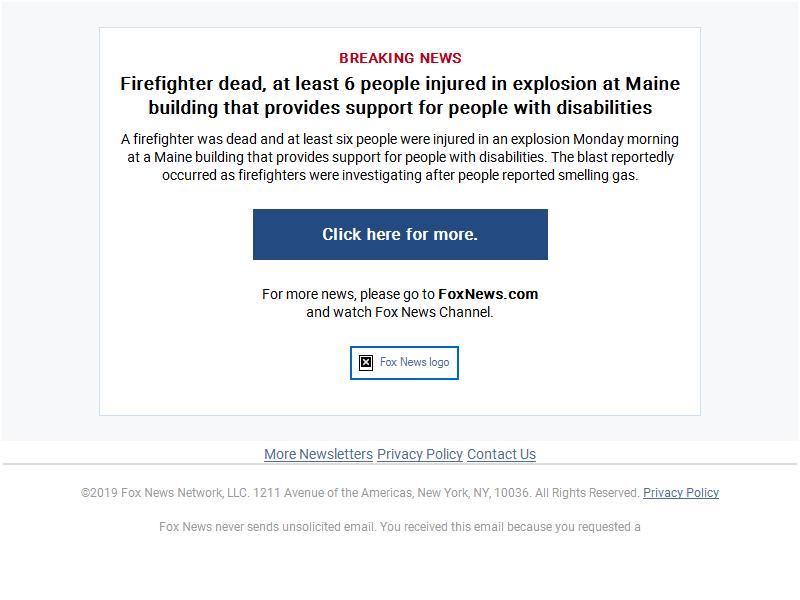 BREAKING NEWS
Firefighter dead, at least 6 people injured in explosion at Maine
building that provides support for people with disabilities
A firefighter was dead and at least six people were injured in an explosion Monday morning
at a Maine building that provides support for people with disabilities. The blast reportedly
occurred as firefighters were investigating after people reported smelling gas.
Click here for more.
For more news, please go to FoxNews.com
and watch Fox News Channel.
Fox News logo
More Newsletters Privacy Policy Contact Us
©2019 Fox News Network, LLC. 1211 Avenue of the Americas, New York, NY, 10036. All Rights Reserved. Privacy Policy
Fox News never sends unsolicited email. You received this email because you requested a